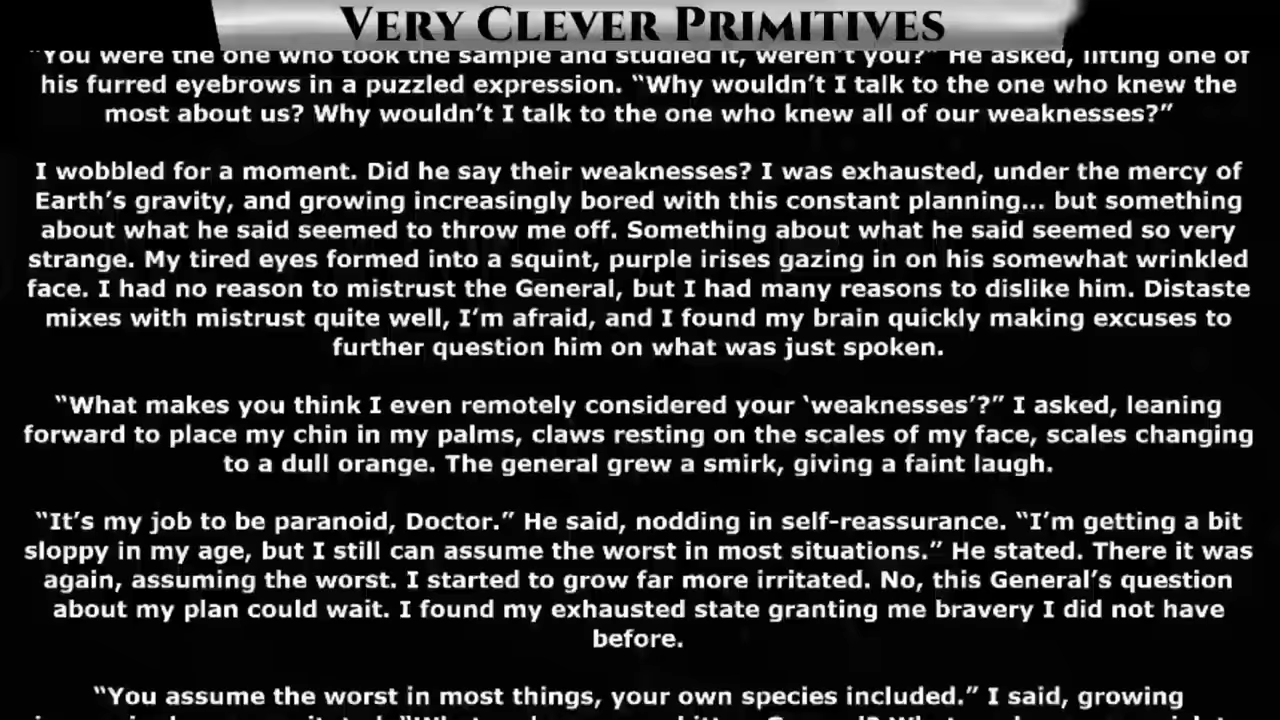 VERY CLEVER PRIMITIVES
“You were the one who took the sample and studied it, weren’t you?” He asked, lifting one of
his furred eyebrows in a puzzled expression. “Why wouldn’t I talk to the one who knew the
most about us? Why wouldn’t I talk to the one who knew all of our weaknesses?”
I wobbled for a moment. Did he say their weaknesses? I was exhausted, under the mercy of
Earth’s gravity, and growing increasingly bored with this constant planning... but something
about what he said seemed to throw me off. Something about what he said seemed so very
strange. My tired eyes formed into a squint, purple irises gazing in on his somewhat wrinkled
face. I had no reason to mistrust the General, but I had many reasons to dislike him. Distaste
mixes with mistrust quite well, I’m afraid, and I found my brain quickly making excuses to
further question him on what was just spoken.
“What makes you think I even remotely considered your ‘weaknesses’?” I asked, leaning
forward to place my chin in my palms, claws resting on the scales of my face, scales changing
to a dull orange. The general grew a smirk, giving a faint laugh.
“It’s my job to be paranoid, Doctor.” He said, nodding in self-reassurance. “I’m getting a bit
sloppy in my age, but I still can assume the worst in most situations.” He stated. There it was
again, assuming the worst. I started to grow far more irritated. No, this General’s question
about my plan could wait. I found my exhausted state granting me bravery I did not have
before.
“You assume the worst in most things, your own species included.” I said, growing